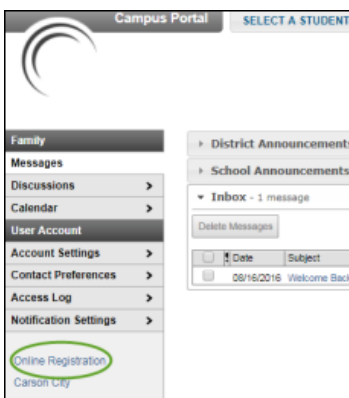 Campus Portal SELECT A STUDENT
Family
Messages
Discussions
Calendar
User Account
Account Settings
Contact Preferences
Access Log
Notification Settings
Online Registration
Carson City
District Announcements
School Announcements
Inbox - 1 message
Delete Messages
Date Subject
08/16/2016 Welcome Back